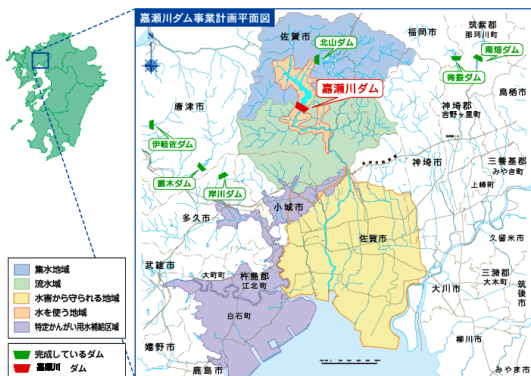 嘉瀬川ダム事業計画平面図
佐賀市
北山ダム
福岡市
筑紫郡
那珂川町
南畑ダム
脊振ダム
鳥栖市
嘉瀬川ダム
唐津市
神埼郡
吉野ヶ里町
伊岐佐ダム
神埼市
三養基郡
みやき町
上峰町
厳木ダム
岸川ダム
小城市
多久市
佐賀市
久留米市
武雄市
大町町
杵島郡
江北町
大川市
三潴郡
大木町
筑後市
白石町
柳川市
嬉野市
鹿島市
みやま市
集水地域
流水域
水害から守られる地域
水を使う地域
特定かんがい用水補給区域
完成しているダム
嘉瀬川 ダム